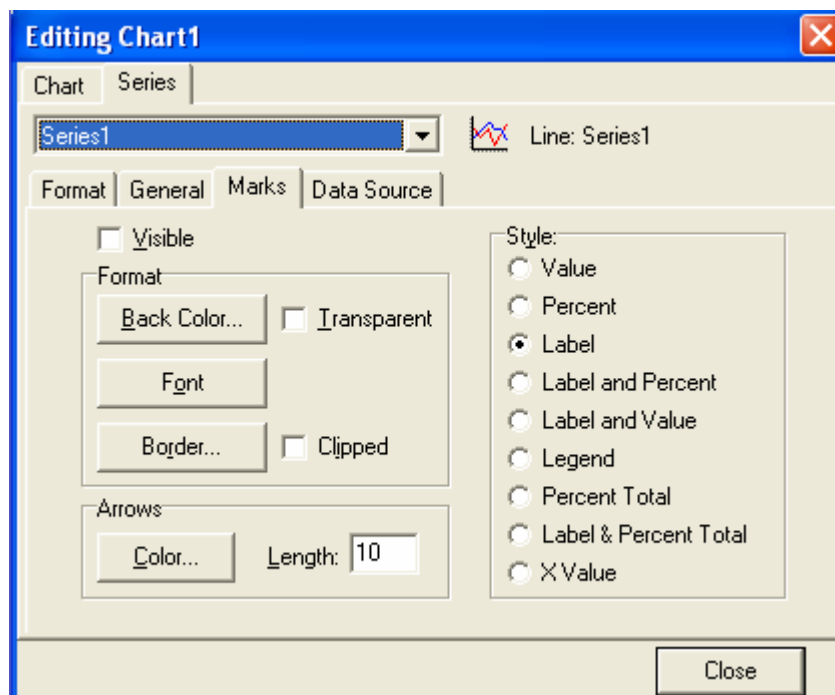 Editing Chart1
Chart Series
Series1 Line: Series1
Format General Marks Data Source
Visible
Format
Back Color... Transparent
Font
Border... Clipped
Arrows
Color... Length: 10
Style:
Value
Percent
Label
Label and Percent
Label and Value
Legend
Percent Total
Label & Percent Total
X Value
Close